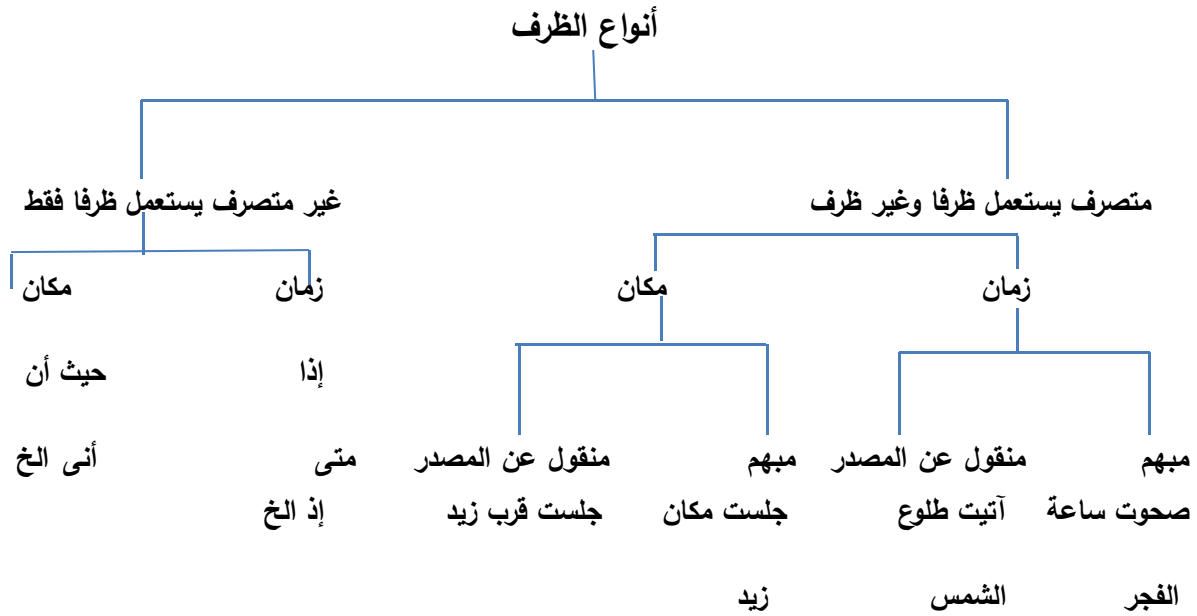 أنواع الظرف
متصرف يستعمل ظرفا وغير ظرف
غير متصرف يستعمل ظرفا فقط
زمان
مكان
زمان
مكان
إذا
حيث أن
مبهم
منقول عن المصدر
مبهم
منقول عن المصدر
متى
أنى الخ
صحوت ساعة
آتيت طلوع
جلست مكان
جلست قرب زيد
إذ الخ
الفجر
الشمس
زيد